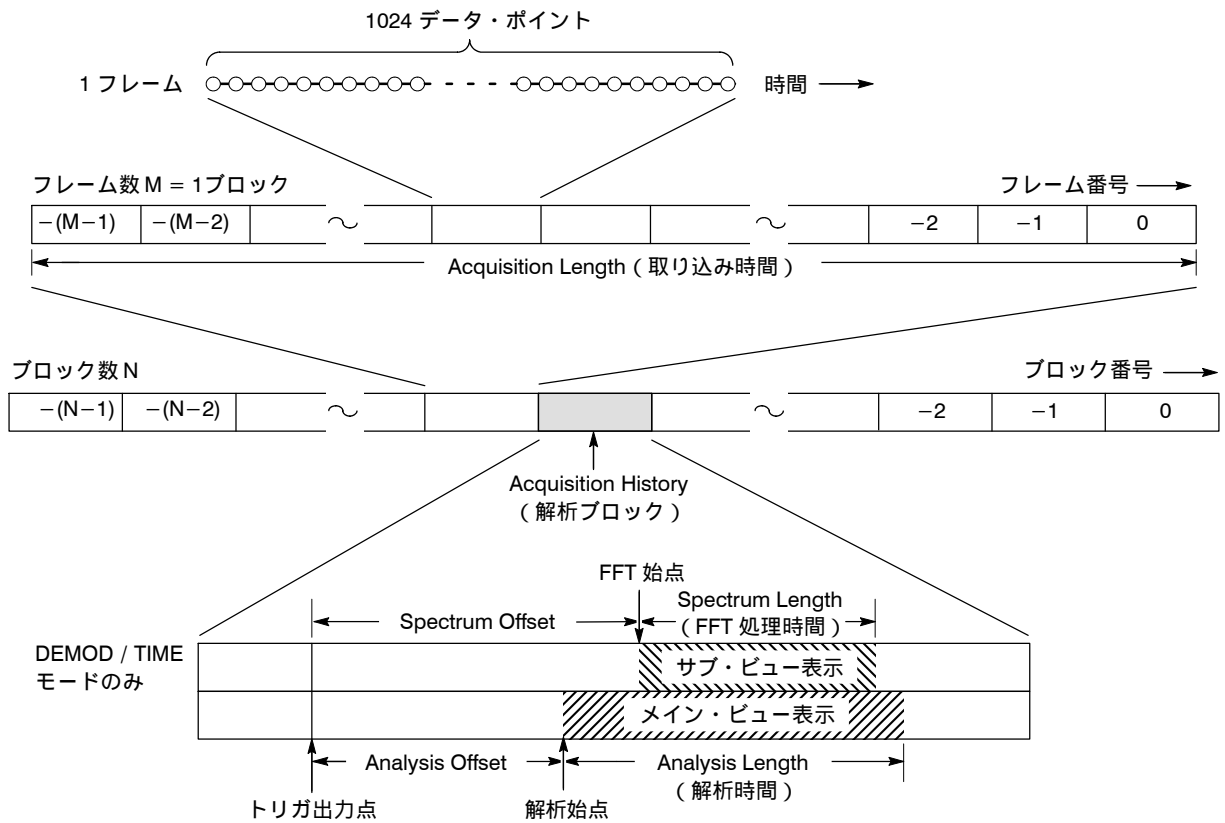 1024 データ・ポイント
1 フレーム
時間
フレーム数 M = 1ブロック
フレーム番号
−(M−1) −(M−2) −2 −1 0
Acquisition Length ( 取り込み時間 )
ブロック数 N
ブロック番号
−(N−1) −(N−2) −2 −1 0
Acquisition History
( 解析ブロック )
FFT 始点
Spectrum Offset
Spectrum Length
( FFT 処理時間 )
DEMOD / TIME
モードのみ
サブ・ビュー表示
メイン・ビュー表示
Analysis Offset
Analysis Length
( 解析時間 )
トリガ出力点
解析始点